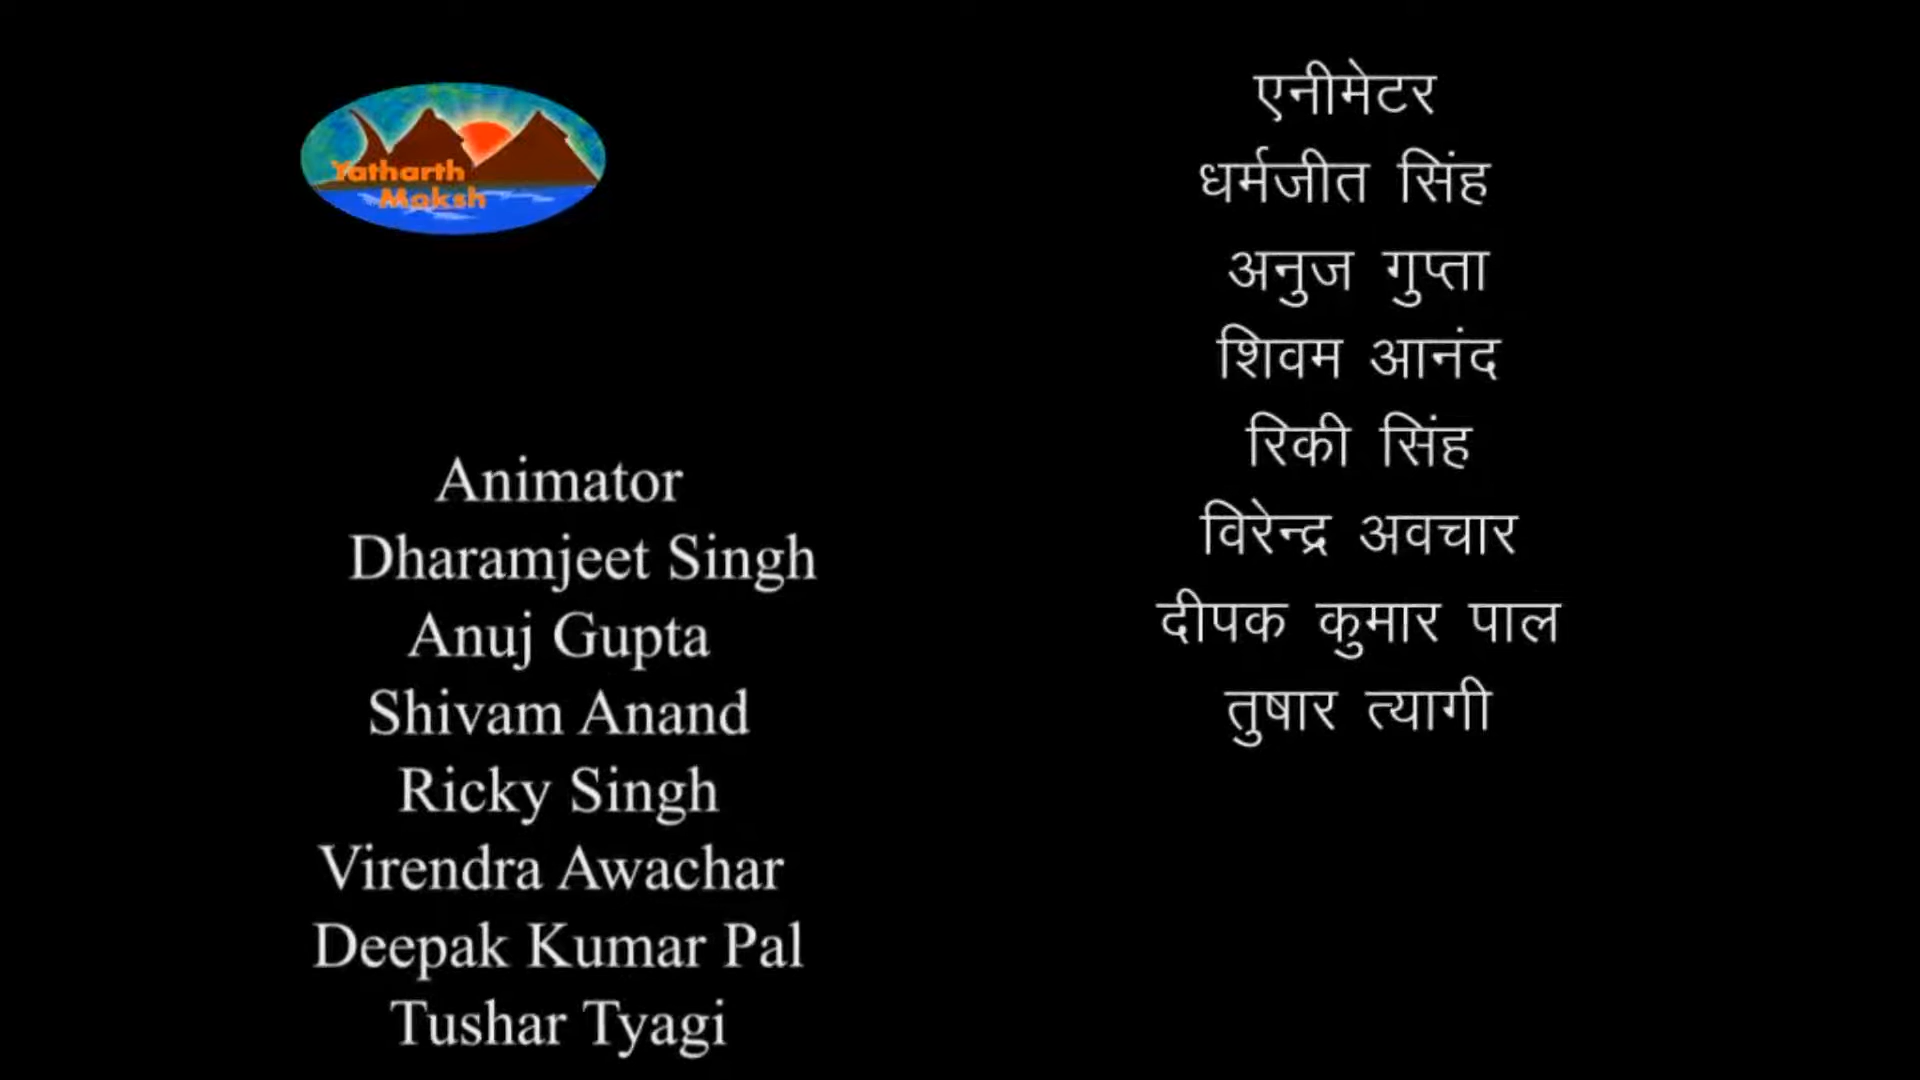 Yatharth
Moksh
Animator
Dharamjeet Singh
Anuj Gupta
Shivam Anand
Ricky Singh
Virendra Awachar
Deepak Kumar Pal
Tushar Tyagi
एनीमेटर
धर्मजीत सिंह
अनुज गुप्ता
शिवम आनंद
रिकी सिंह
विरेन्द्र अवचार
दीपक कुमार पाल
तुषार त्यागी